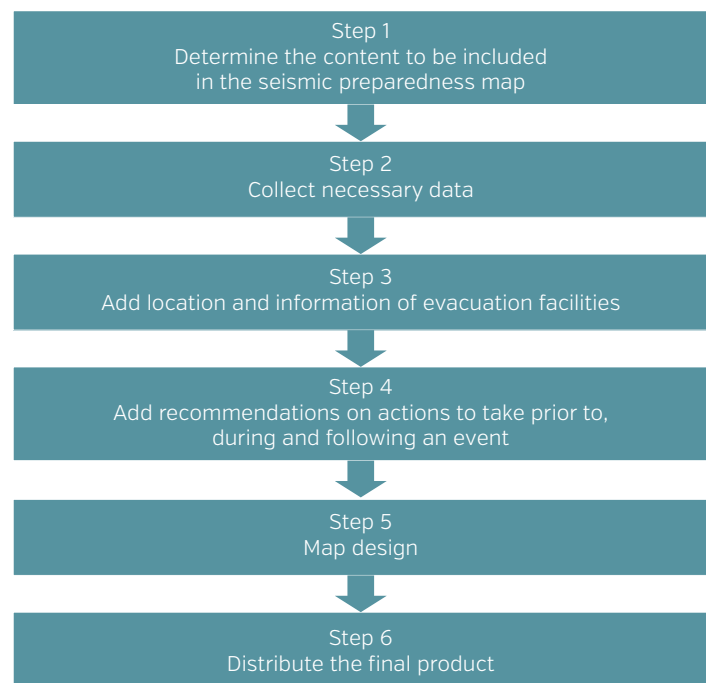 Step 1
Determine the content to be included
in the seismic preparedness map
Step 2
Collect necessary data
Step 3
Add location and information of evacuation facilities
Step 4
Add recommendations on actions to take prior to,
during and following an event
Step 5
Map design
Step 6
Distribute the final product